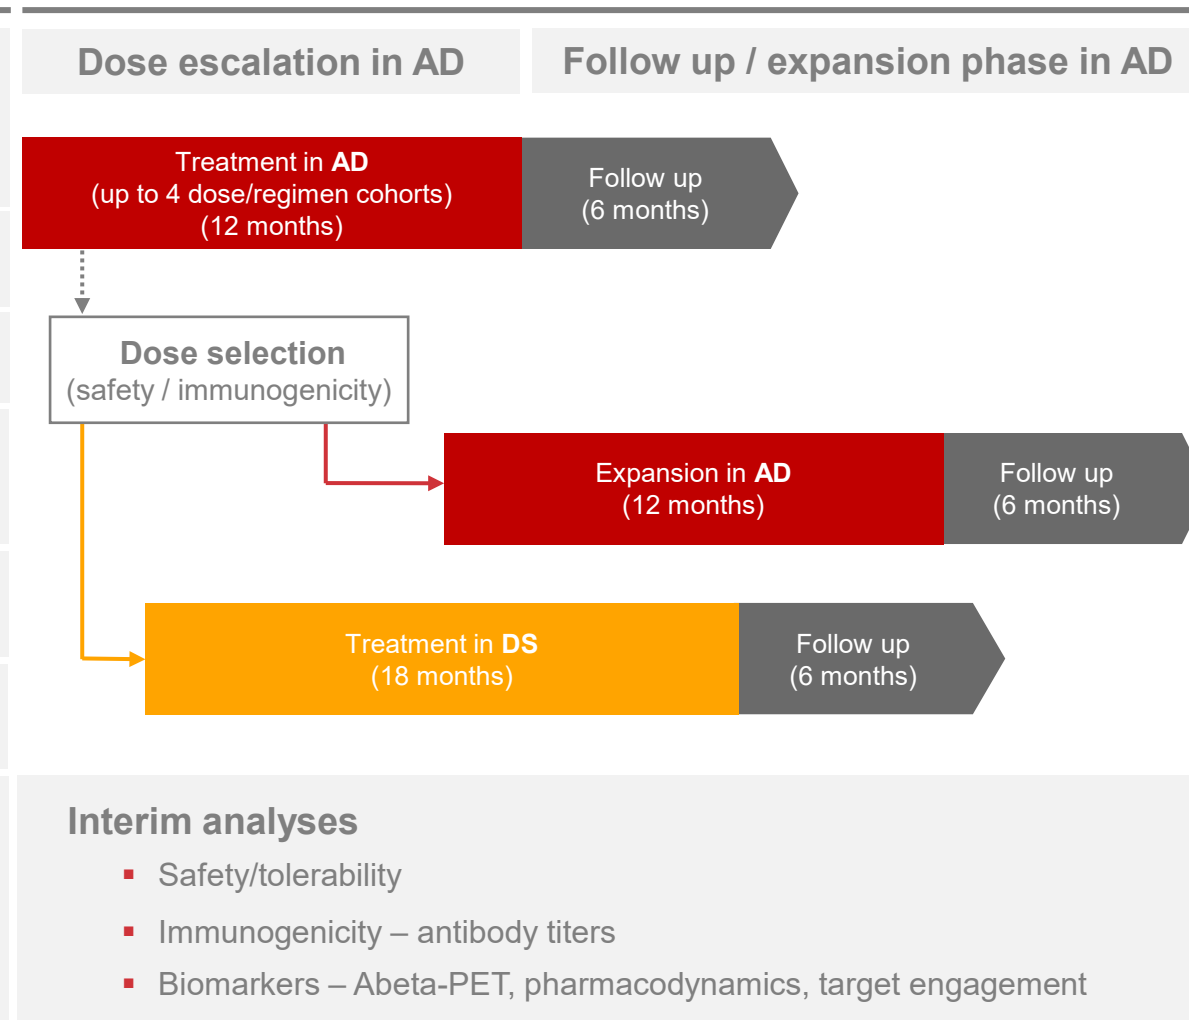 Dose escalation in AD
Follow up / expansion phase in AD
Treatment in AD
(up to 4 dose/regimen cohorts)
(12 months)
Follow up
(6 months)
Dose selection
(safety / immunogenicity)
Expansion in AD
(12 months)
Follow up
(6 months)
Treatment in DS
(18 months)
Follow up
(6 months)
Interim analyses
▪ Safety/tolerability
▪ Immunogenicity – antibody titers
▪ Biomarkers – Abeta-PET, pharmacodynamics, target engagement